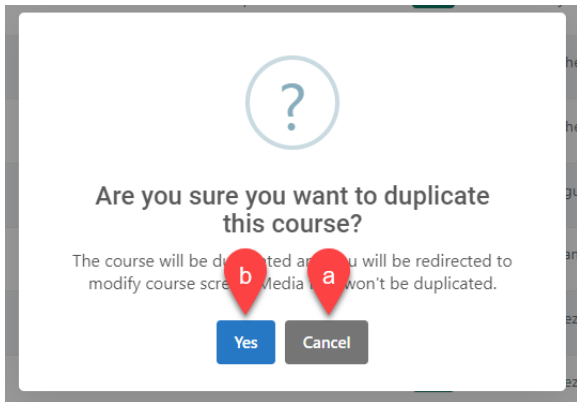 ?
Are you sure you want to duplicate
this course?
The course will be du ted a u will be redirected to
modify course scre Media won't be duplicated.
b
a
Yes
Cancel